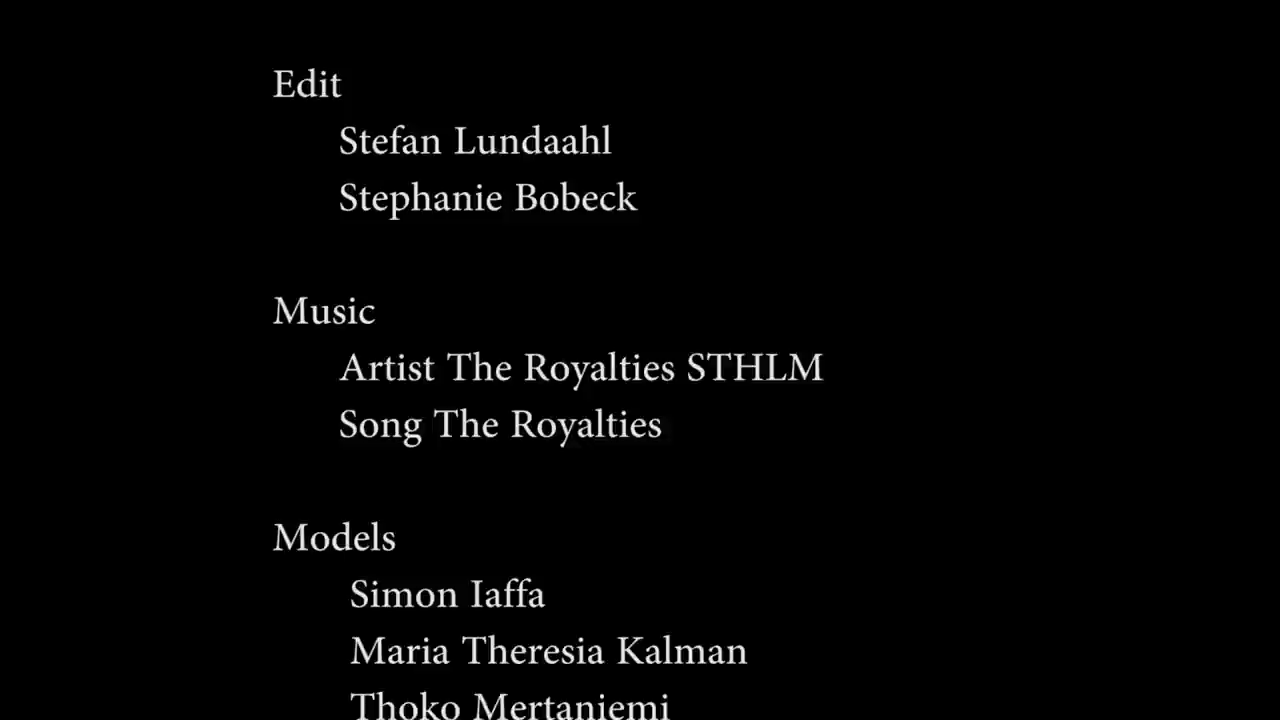 Edit
Stefan Lundaahl
Stephanie Bobeck
Music
Artist The Royalties STHLM
Song The Royalties
Models
Simon Iaffa
Maria Theresia Kalman
Thoko Mertaniemi